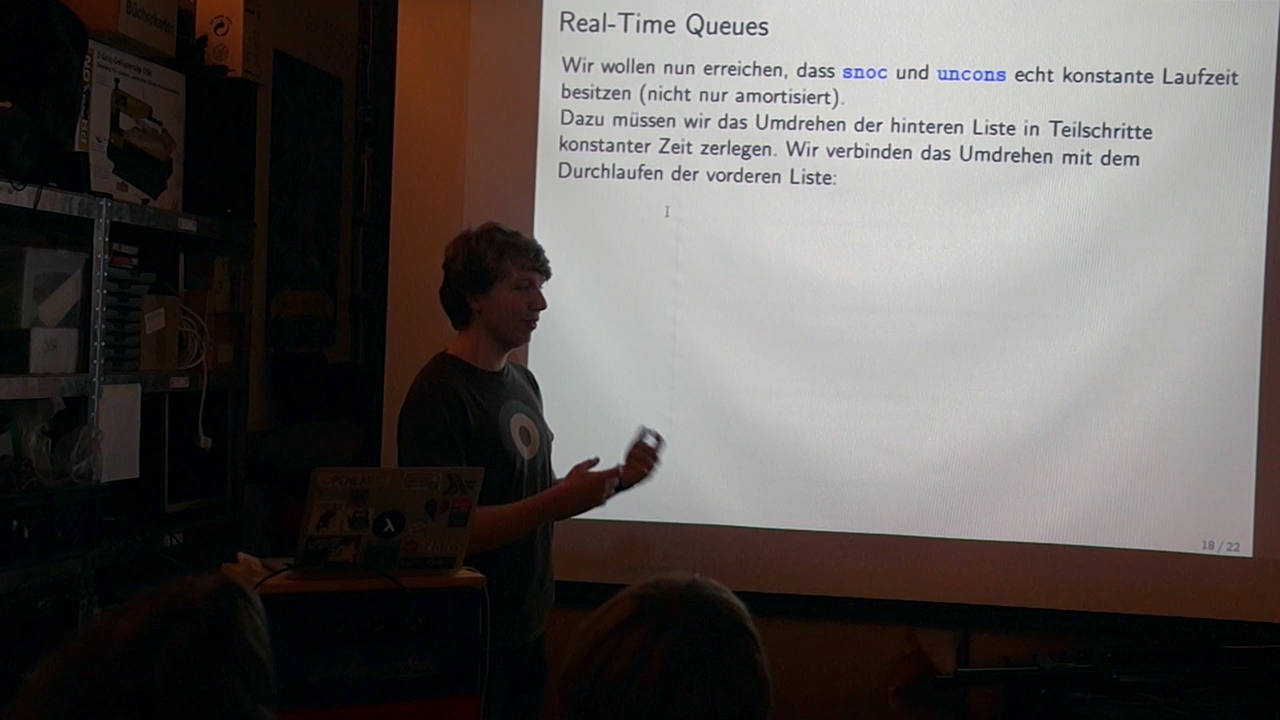 Real-Time Queues
Wir wollen nun erreichen, dass snoc und uncons echt konstante Laufzeit
besitzen (nicht nur amortisiert).
Dazu müssen wir das Umdrehen der hinteren Liste in Teilschritte
konstanter Zeit zerlegen. Wir verbinden das Umdrehen mit dem
Durchlaufen der vorderen Liste:
18 / 22
OPENLAB
λ